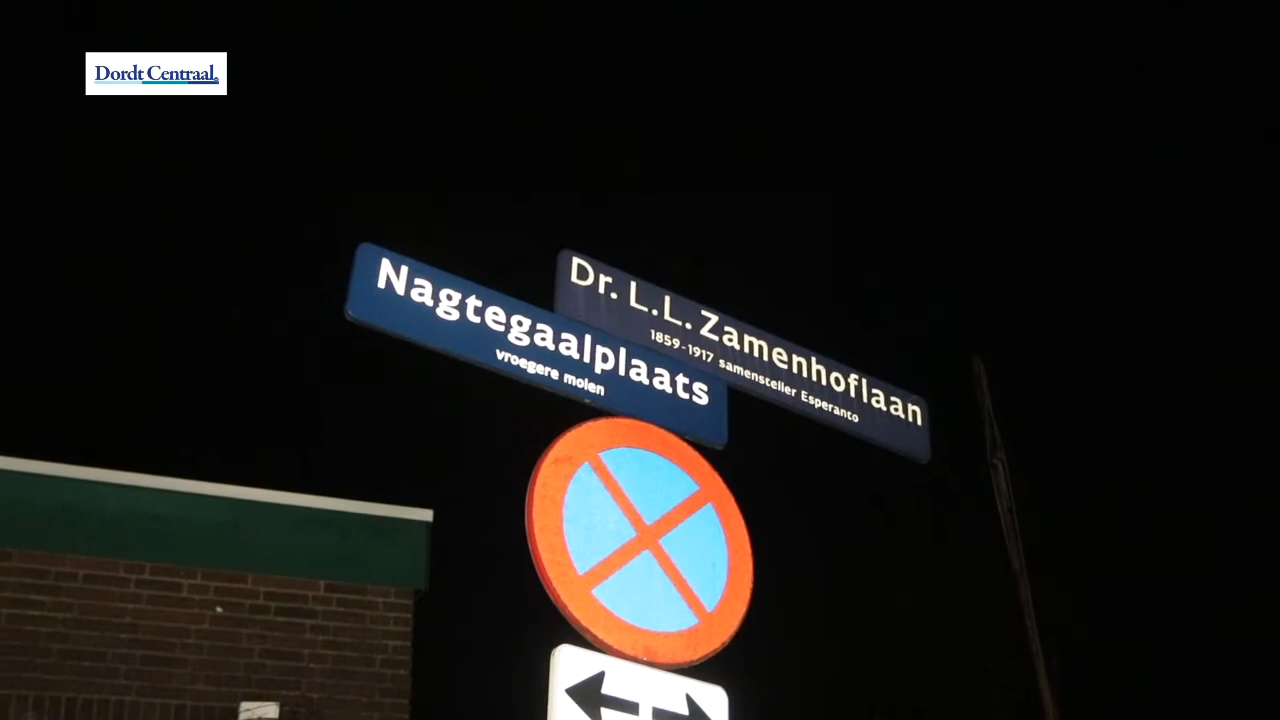 Dordt Centraal
Nagtegaalplaats
vroegere molen
Dr. L.L. Zamenhoflaan
1859-1917 samensteller Esperanto